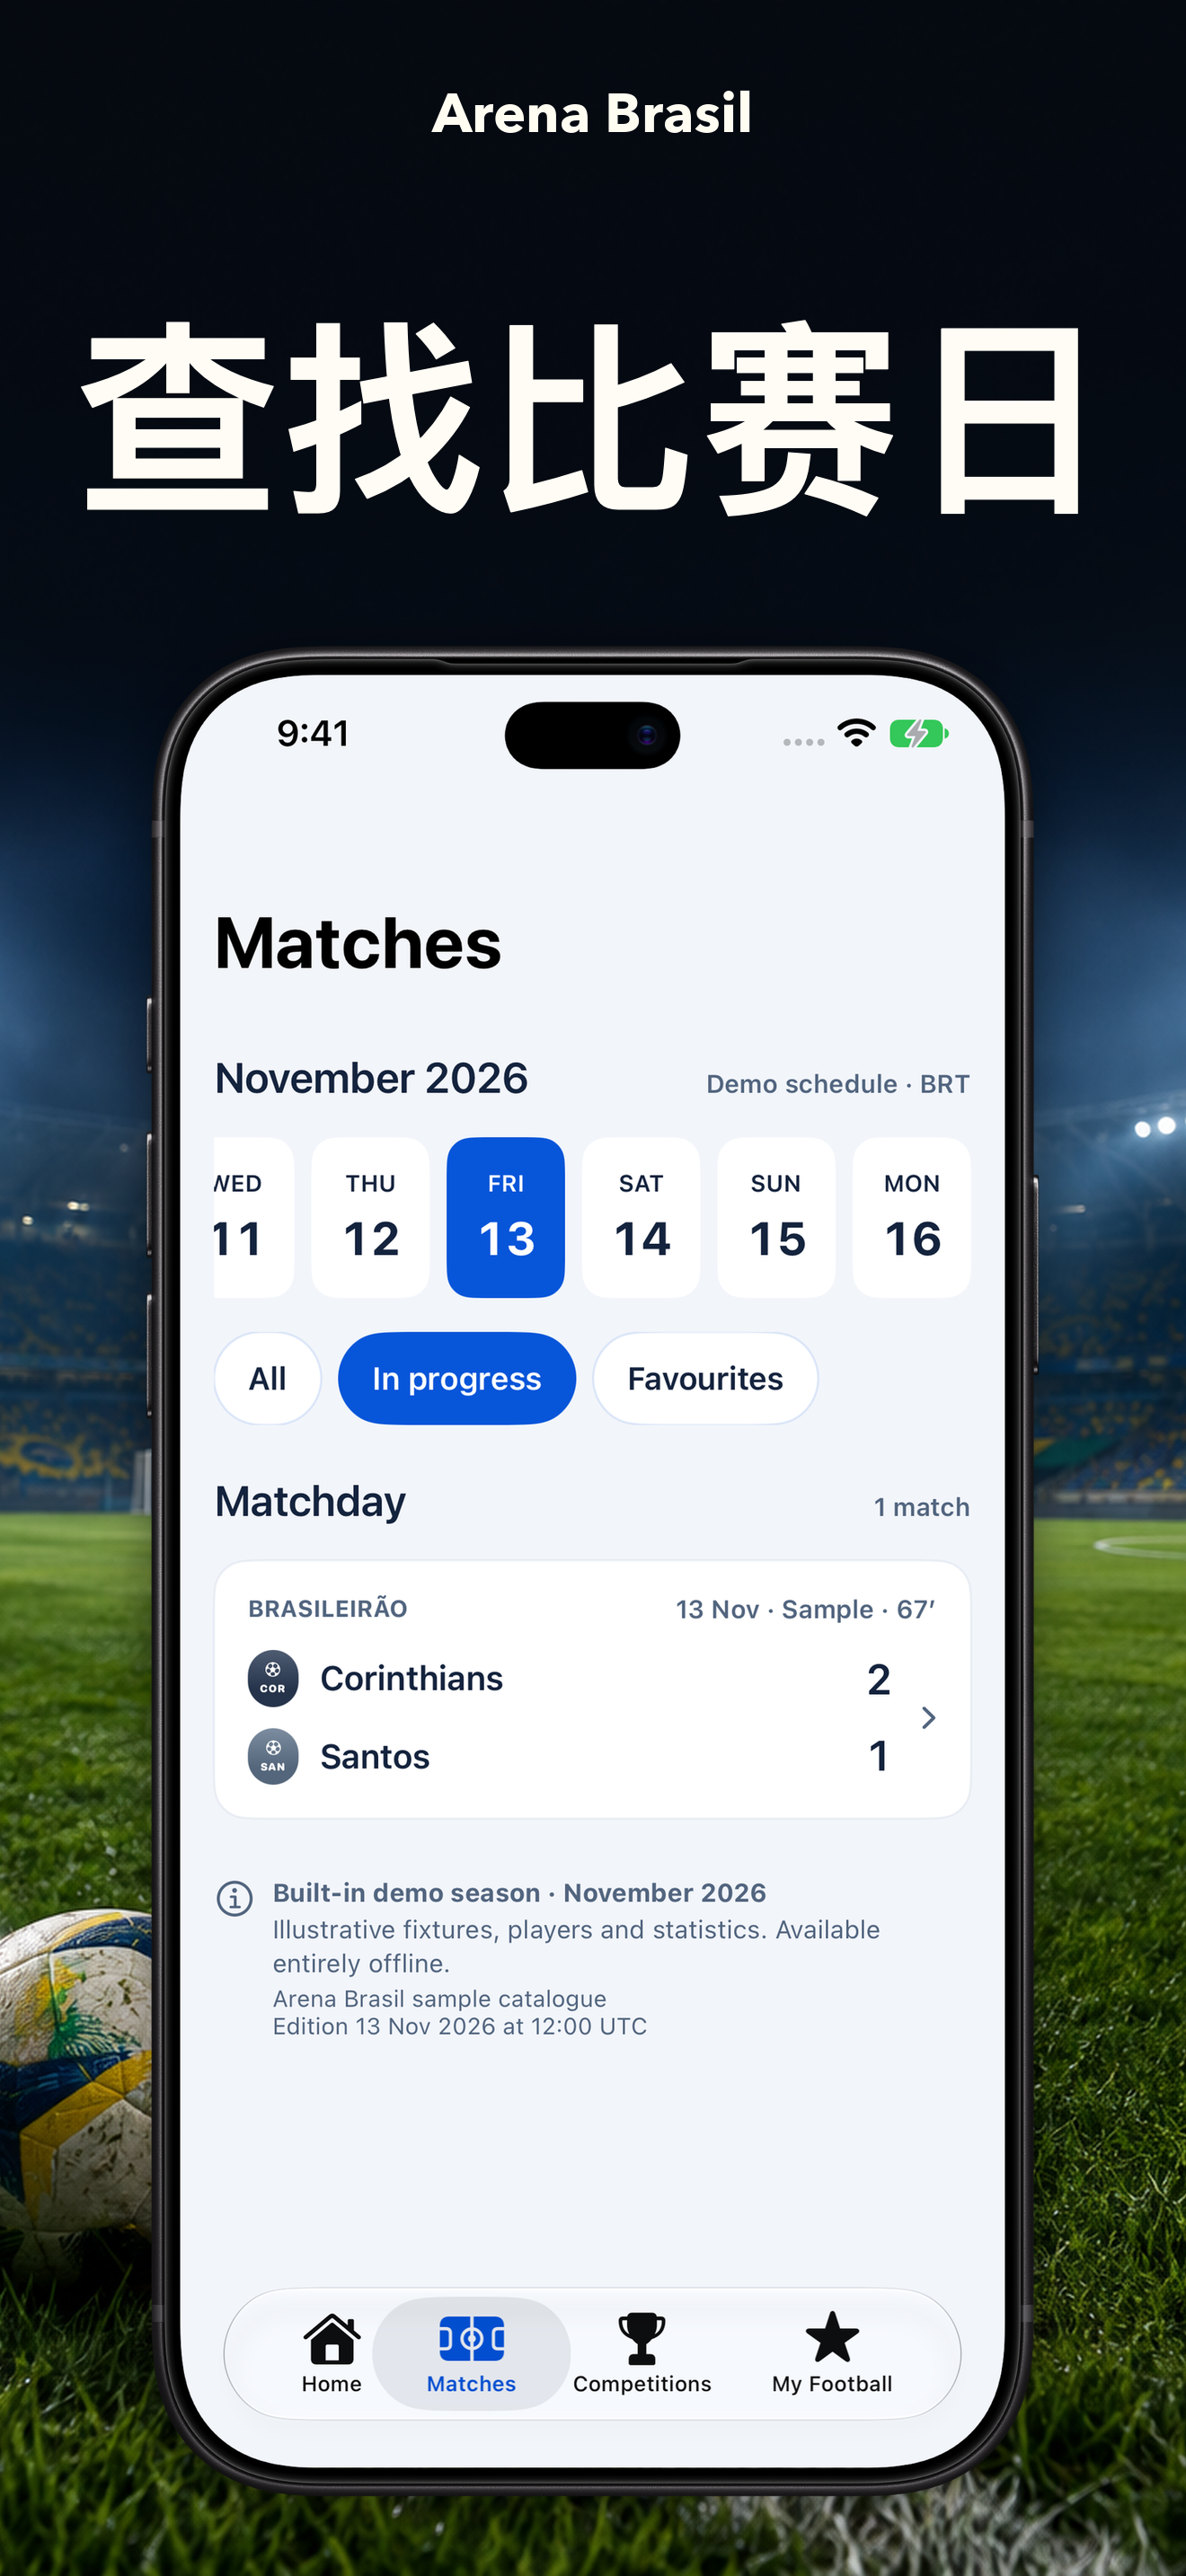 Arena Brasil
查找比赛日
9:41
Matches
November 2026
Demo schedule · BRT
WED THU FRI SAT SUN MON
11 12 13 14 15 16
All In progress Favourites
Matchday
1 match
BRASILEIRÃO
13 Nov · Sample · 67′
COR Corinthians 2
SAN Santos 1
Built-in demo season · November 2026
Illustrative fixtures, players and statistics. Available
entirely offline.
Arena Brasil sample catalogue
Edition 13 Nov 2026 at 12:00 UTC
Home Matches Competitions My Football